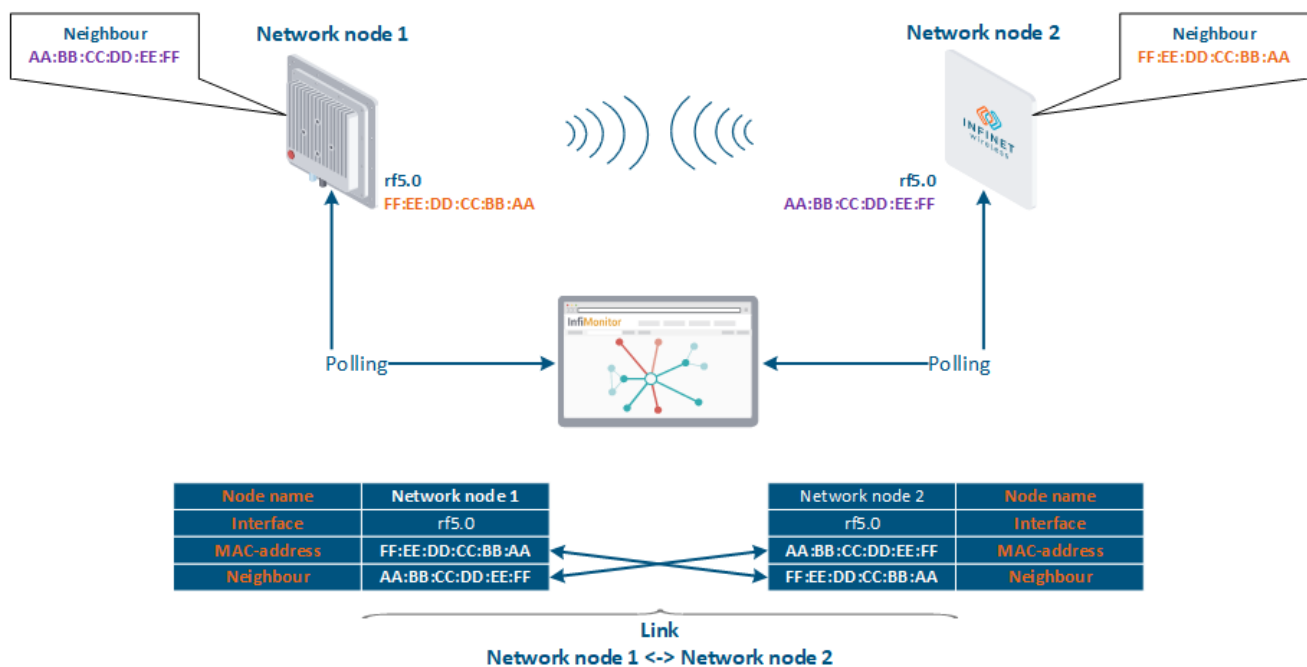 Neighbour
AA:BB:CC:DD:EE:FF
Network node 1
Network node 2
Neighbour
FF:EE:DD:CC:BB:AA
INFINET
wireless
rf5.0
FF:EE:DD:CC:BB:AA
rf5.0
AA:BB:CC:DD:EE:FF
InfiMonitor
Polling
Polling
Node name Network node 1
Interface rf5.0
MAC-address FF:EE:DD:CC:BB:AA
Neighbour AA:BB:CC:DD:EE:FF
Network node 2 Node name
rf5.0 Interface
AA:BB:CC:DD:EE:FF MAC-address
FF:EE:DD:CC:BB:AA Neighbour
Link
Network node 1 <-> Network node 2